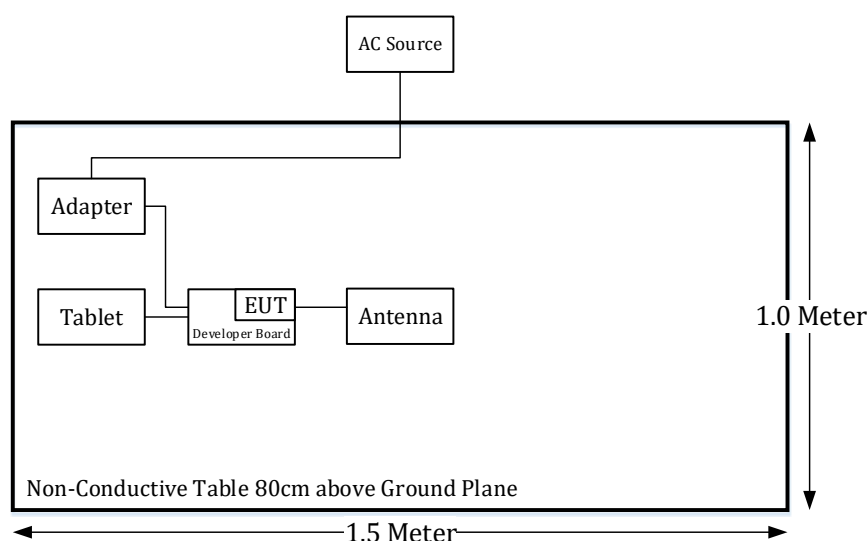 AC Source
Adapter
Tablet
EUT
Developer Board
Antenna
1.0 Meter
Non-Conductive Table 80cm above Ground Plane
1.5 Meter